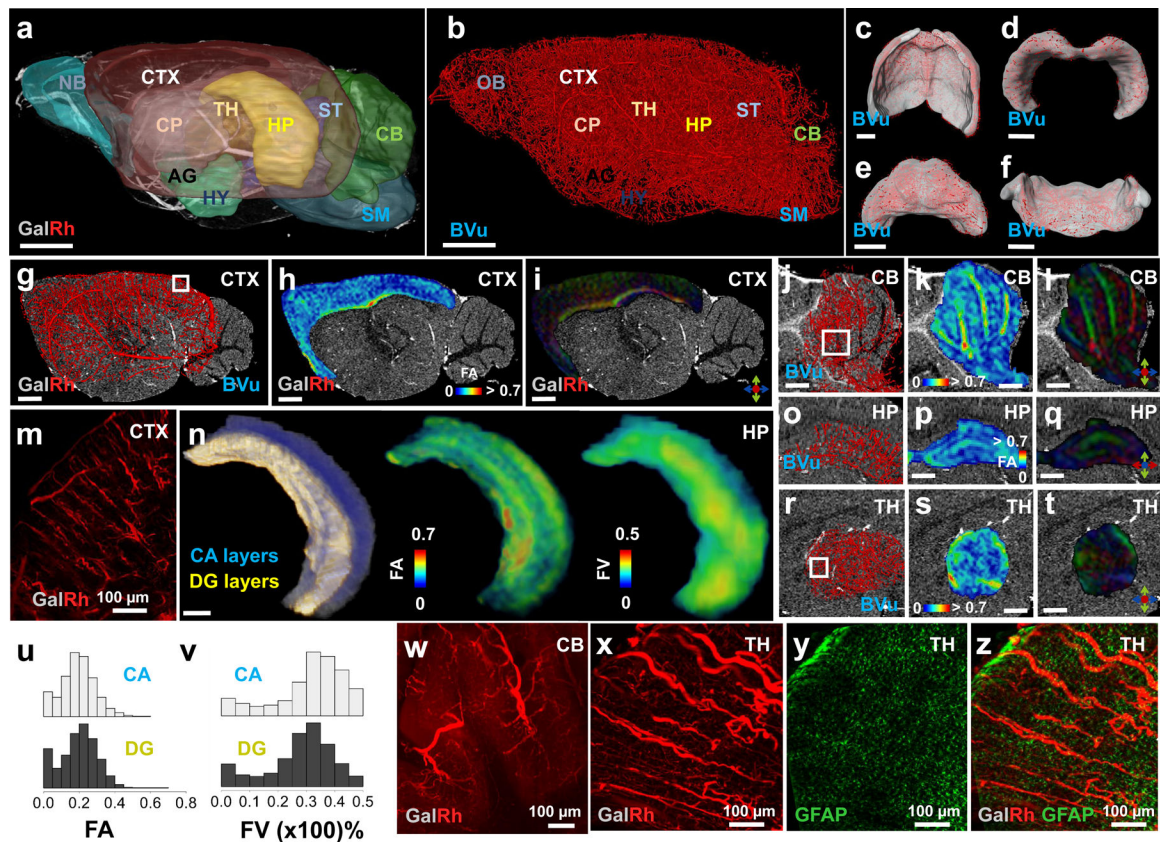 a
NB
CTX
TH
ST
CP
HP
CB
AG
HY
SM
GalRh
b
OB
CTX
TH
ST
CP
HP
CB
AG
HY
SM
BVu
c
BVu
d
e
BVu
f
g
CTX
GalRh
BVu
h
CTX
GalRh
FA
0 > 0.7
i
CTX
GalRh
j
CB
BVu
k
CB
0 > 0.7
l
CB
m
CTX
GalRh
100 µm
n
HP
CA layers
DG layers
0.7
FA
0
0.5
FV
0
o
HP
BVu
p
HP
> 0.7
FA
0
q
HP
r
TH
BVu
s
TH
0 > 0.7
t
TH
u
CA
DG
0.0 0.2 0.4 0.6 0.8
FA
v
CA
DG
0.0 0.1 0.2 0.3 0.4 0.5
FV (x100)%
w
CB
GalRh
100 µm
x
TH
GalRh
100 µm
y
TH
GFAP
100 µm
z
TH
GalRh GFAP
100 µm